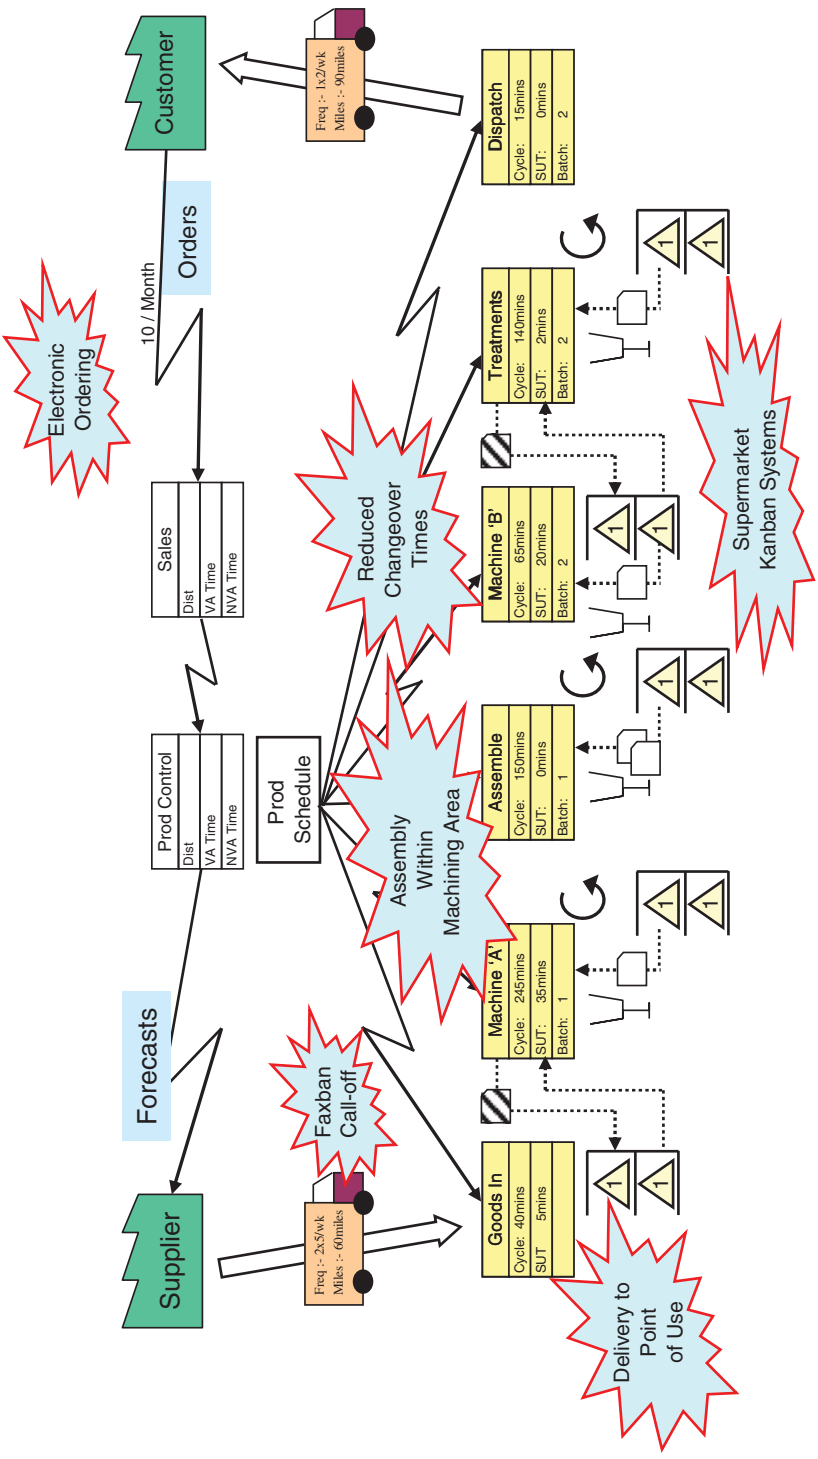 Supplier
Forecasts
Prod Control
Dist
VA Time
NVA Time
Sales
Dist
VA Time
NVA Time
Electronic
Ordering
10 / Month
Orders
Customer
Prod
Schedule
Freq :- 2x5/wk
Miles :- 60miles
Faxban
Call-off
Assembly
Within
Machining Area
Reduced
Changeover
Times
Freq :- 1x2/wk
Miles :- 90miles
Goods In
Cycle: 40mins
SUT 5mins
Machine 'A'
Cycle: 245mins
SUT: 35mins
Batch: 1
Assemble
Cycle: 150mins
SUT: 0mins
Batch: 1
Machine 'B'
Cycle: 65mins
SUT: 20mins
Batch: 2
Treatments
Cycle: 140mins
SUT: 2mins
Batch: 2
Dispatch
Cycle: 15mins
SUT: 0mins
Batch: 2
1
1
1
1
1
1
1
1
1
1
Delivery to
Point
of Use
Supermarket
Kanban Systems